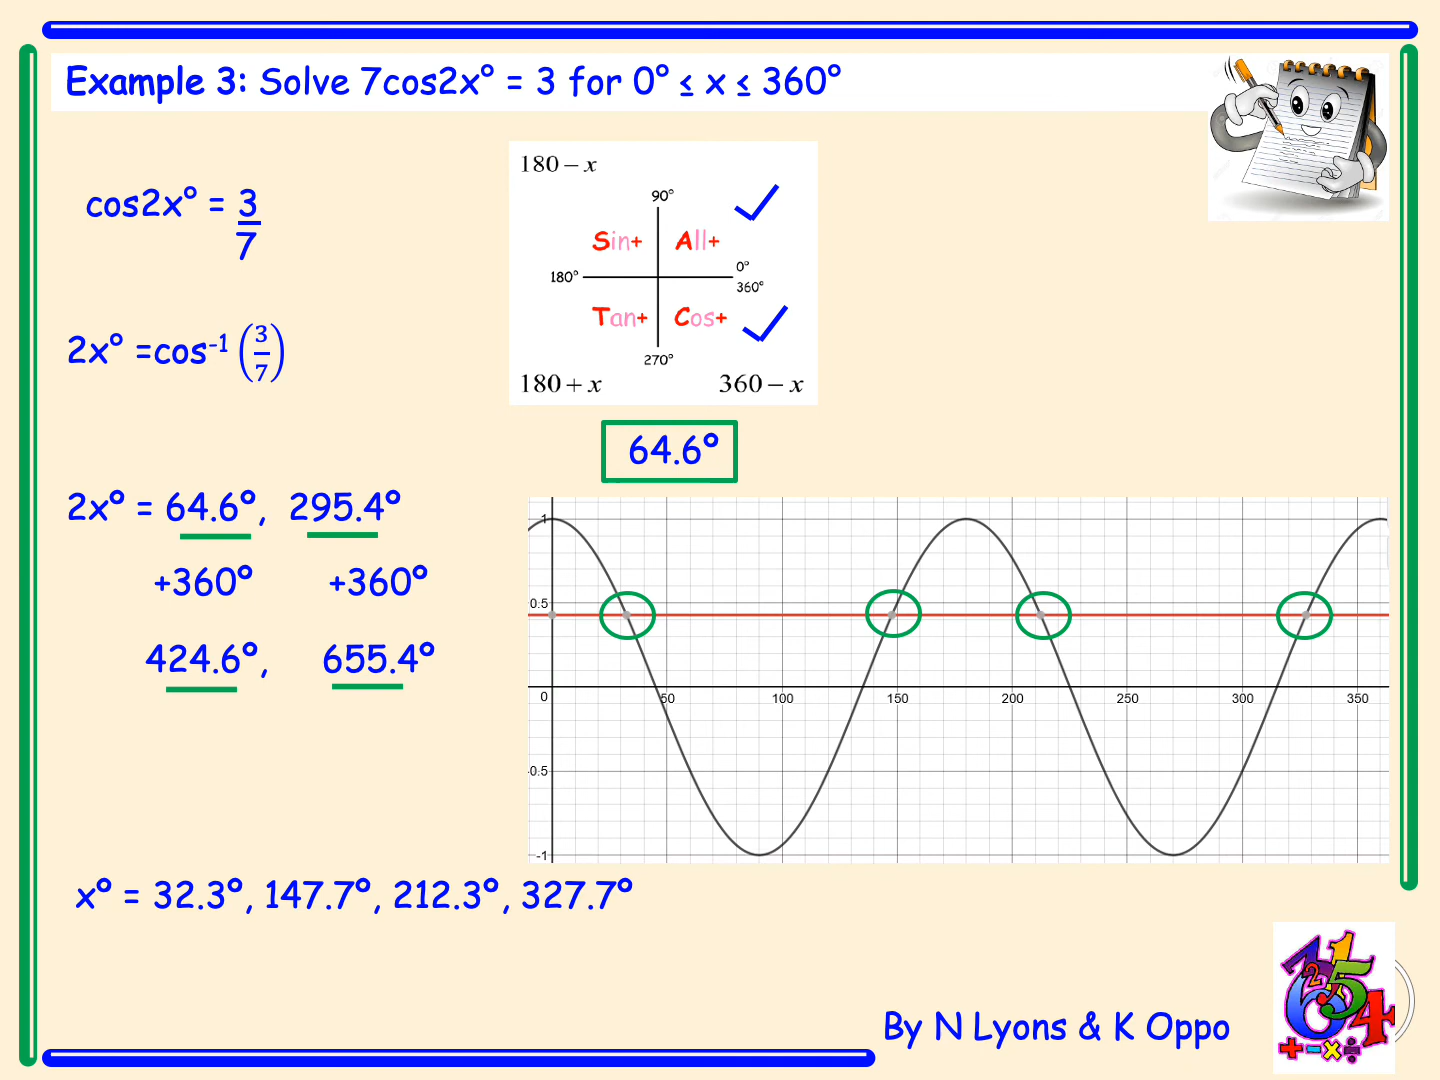 Example 3: Solve 7cos2x° = 3 for 0° ≤ x ≤ 360°
cos2x° = 3
7
2x° =cos-1 (3/7)
180 – x
90°
Sin+ All+
180° 0°
360°
Tan+ Cos+
270°
180 + x 360 – x
64.6°
2x° = 64.6°, 295.4°
+360° +360°
424.6°, 655.4°
1
0.5
0 50 100 150 200 250 300 350
-0.5
-1
x° = 32.3°, 147.7°, 212.3°, 327.7°
By N Lyons & K Oppo